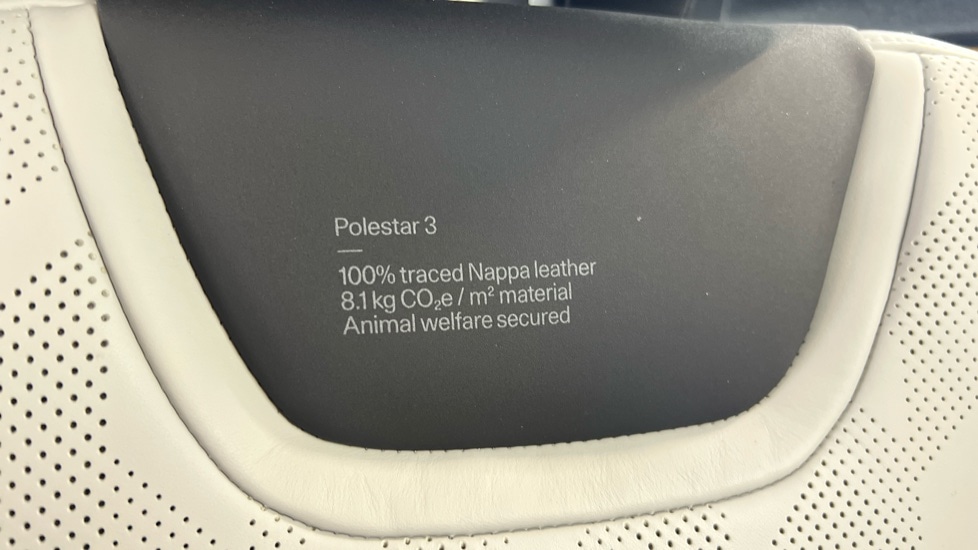 Polestar 3
100% traced Nappa leather
8.1 kg CO₂e / m² material
Animal welfare secured